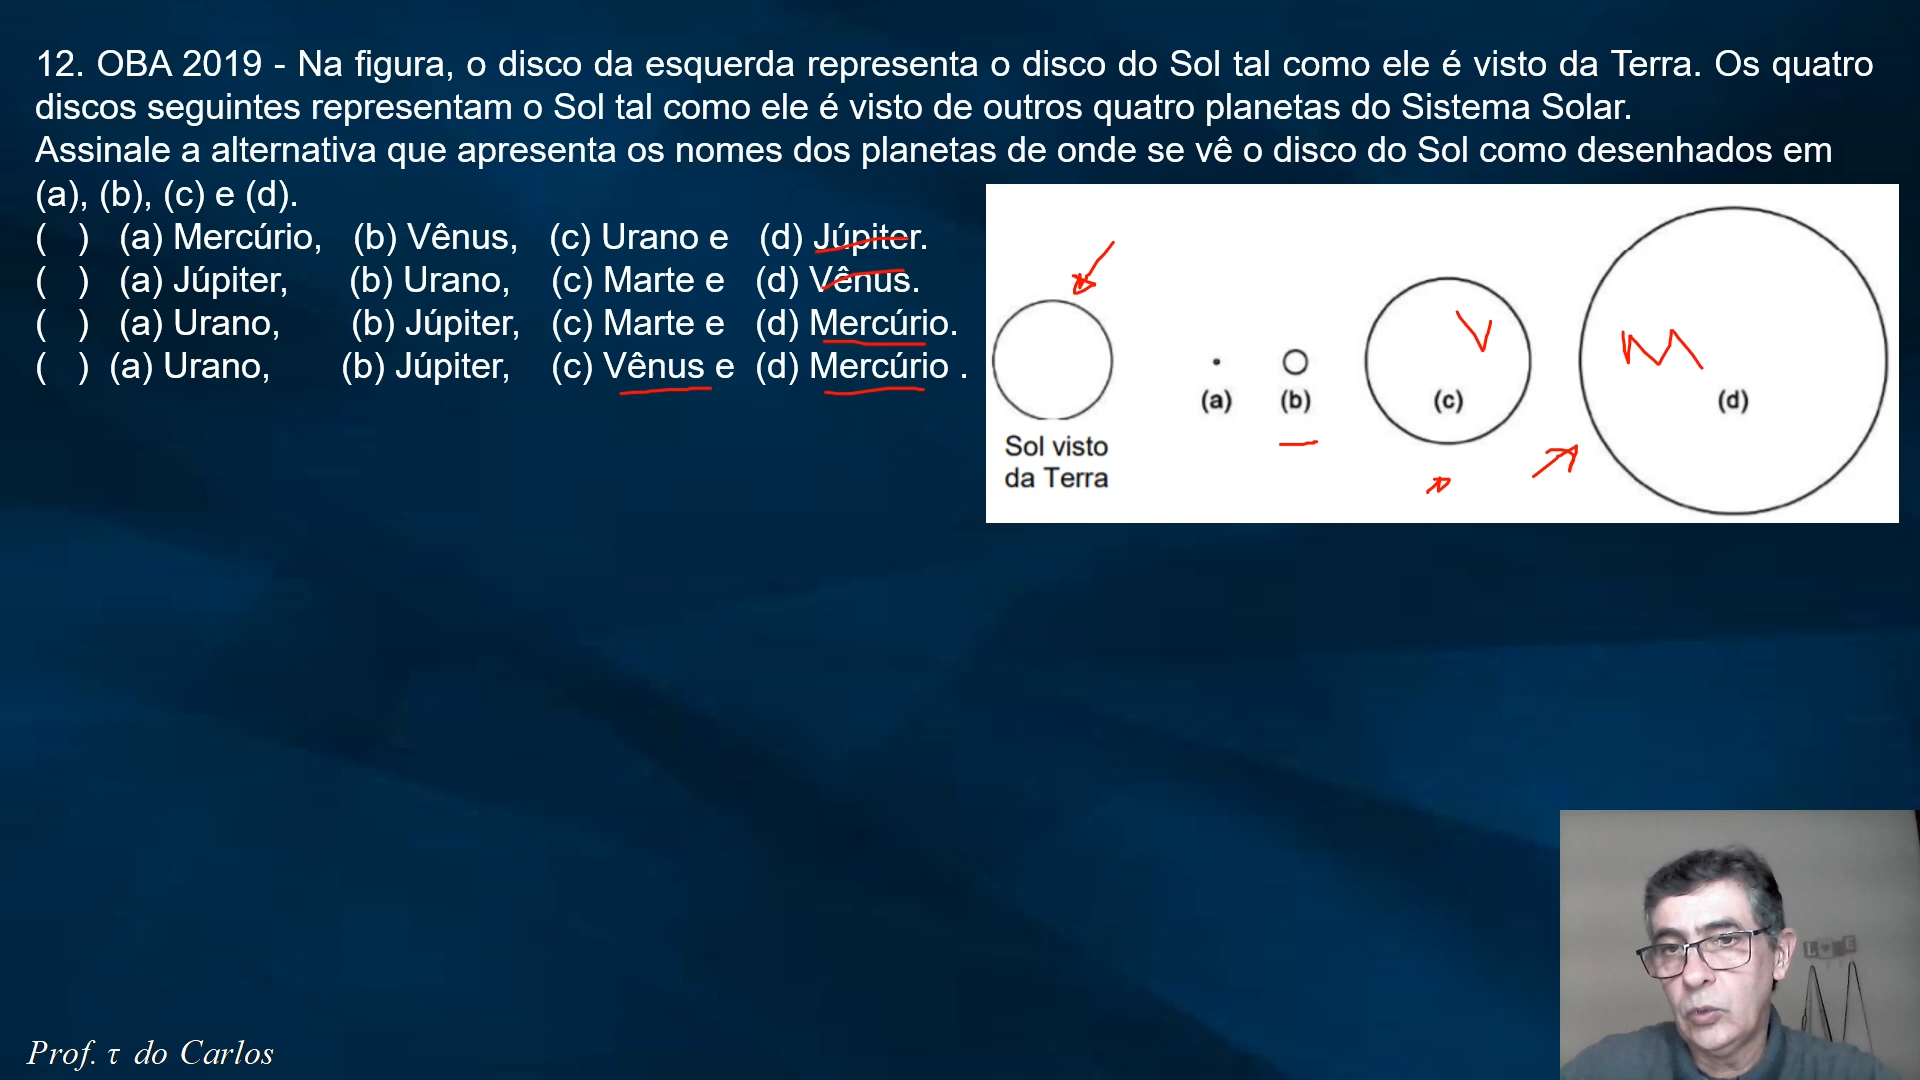 12. OBA 2019 - Na figura, o disco da esquerda representa o disco do Sol tal como ele é visto da Terra. Os quatro
discos seguintes representam o Sol tal como ele é visto de outros quatro planetas do Sistema Solar.
Assinale a alternativa que apresenta os nomes dos planetas de onde se vê o disco do Sol como desenhados em
(a), (b), (c) e (d).
( ) (a) Mercúrio, (b) Vênus, (c) Urano e (d) Júpiter.
( ) (a) Júpiter, (b) Urano, (c) Marte e (d) Vênus.
( ) (a) Urano, (b) Júpiter, (c) Marte e (d) Mercúrio.
( ) (a) Urano, (b) Júpiter, (c) Vênus e (d) Mercúrio .
V
M
(a) (b) (c) (d)
Sol visto
da Terra
L♥VE
Prof. τ do Carlos